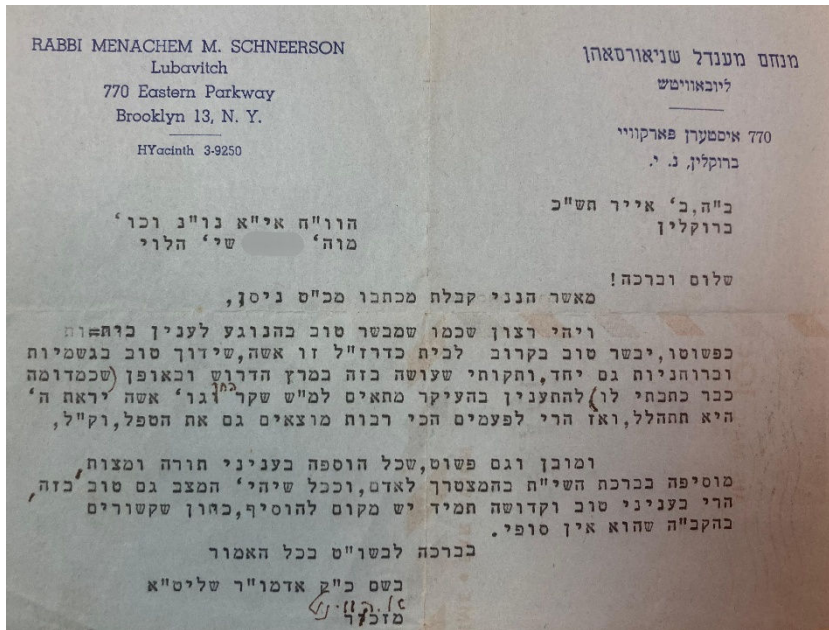 RABBI MENACHEM M. SCHNEERSON
Lubavitch
770 Eastern Parkway
Brooklyn 13, N. Y.
HYacinth 3-9250
מנחם מענדל שניאורסאהן
ליובאוויטש
770 איסטערן פארקוויי
ברוקלין, נ. י.
ב"ה, ב' אייר תש"כ
ברוקלין
הוו"ח אי"א נו"נ וכו'
מוה' שי' הלוי
שלום וברכה!
מאשר הנני קבלת מכתבו מכ"ט ניסן,
ויהי רצון שכמו שמבשר טוב בהנוגע לענין
כפשוטו, יבשר טוב בקרוב לבית כדרז"ל זו אשה, שידוך טוב בגשמיות
וברוחניות גם יחד, ותקותי שעושה בזה במרץ הדרוש ובאופן (שכמדומה
כבר כתבתי לו) להתענין בהעיקר מתאים למ"ש שקר החן וגו' אשה יראת ה'
היא תתהלל, ואז הרי לפעמים הכי רבות מוצאים גם את הטפל, וק"ל,
ומובן וגם פשוט, שכל הוספה בעניני תורה ומצות,
מוסיפה בברכת השי"ת בהמצטרך לאדם, וככל שיהי' המצב גם טוב בזה,
הרי בעניני טוב וקדושה תמיד יש מקום להוסיף, כיון שקשורים
בהקב"ה שהוא אין סופי.
בברכה לבשו"ט בכל האמור
בשם כ"ק אדמו"ר שליט"א
מזכיר